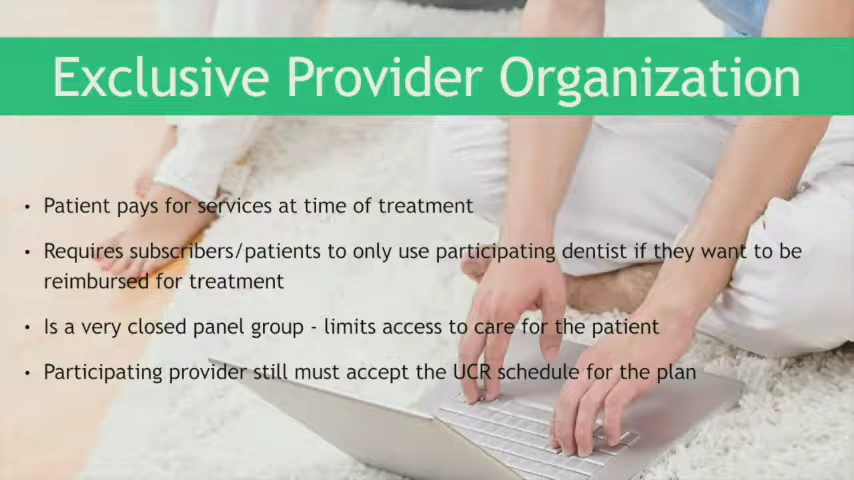 Exclusive Provider Organization
• Patient pays for services at time of treatment
• Requires subscribers/patients to only use participating dentist if they want to be
reimbursed for treatment
• Is a very closed panel group - limits access to care for the patient
• Participating provider still must accept the UCR schedule for the plan